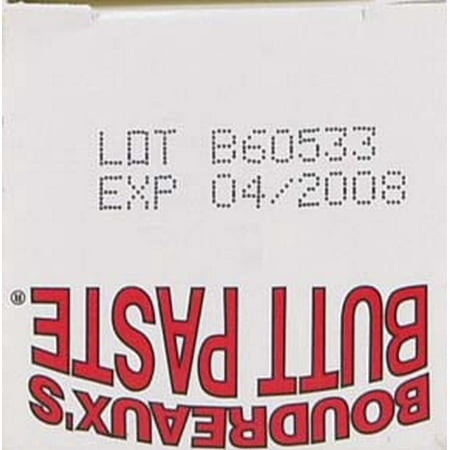 LOT B60533
EXP 04/2008
BOUDREAUX'S
BUTT PASTE®